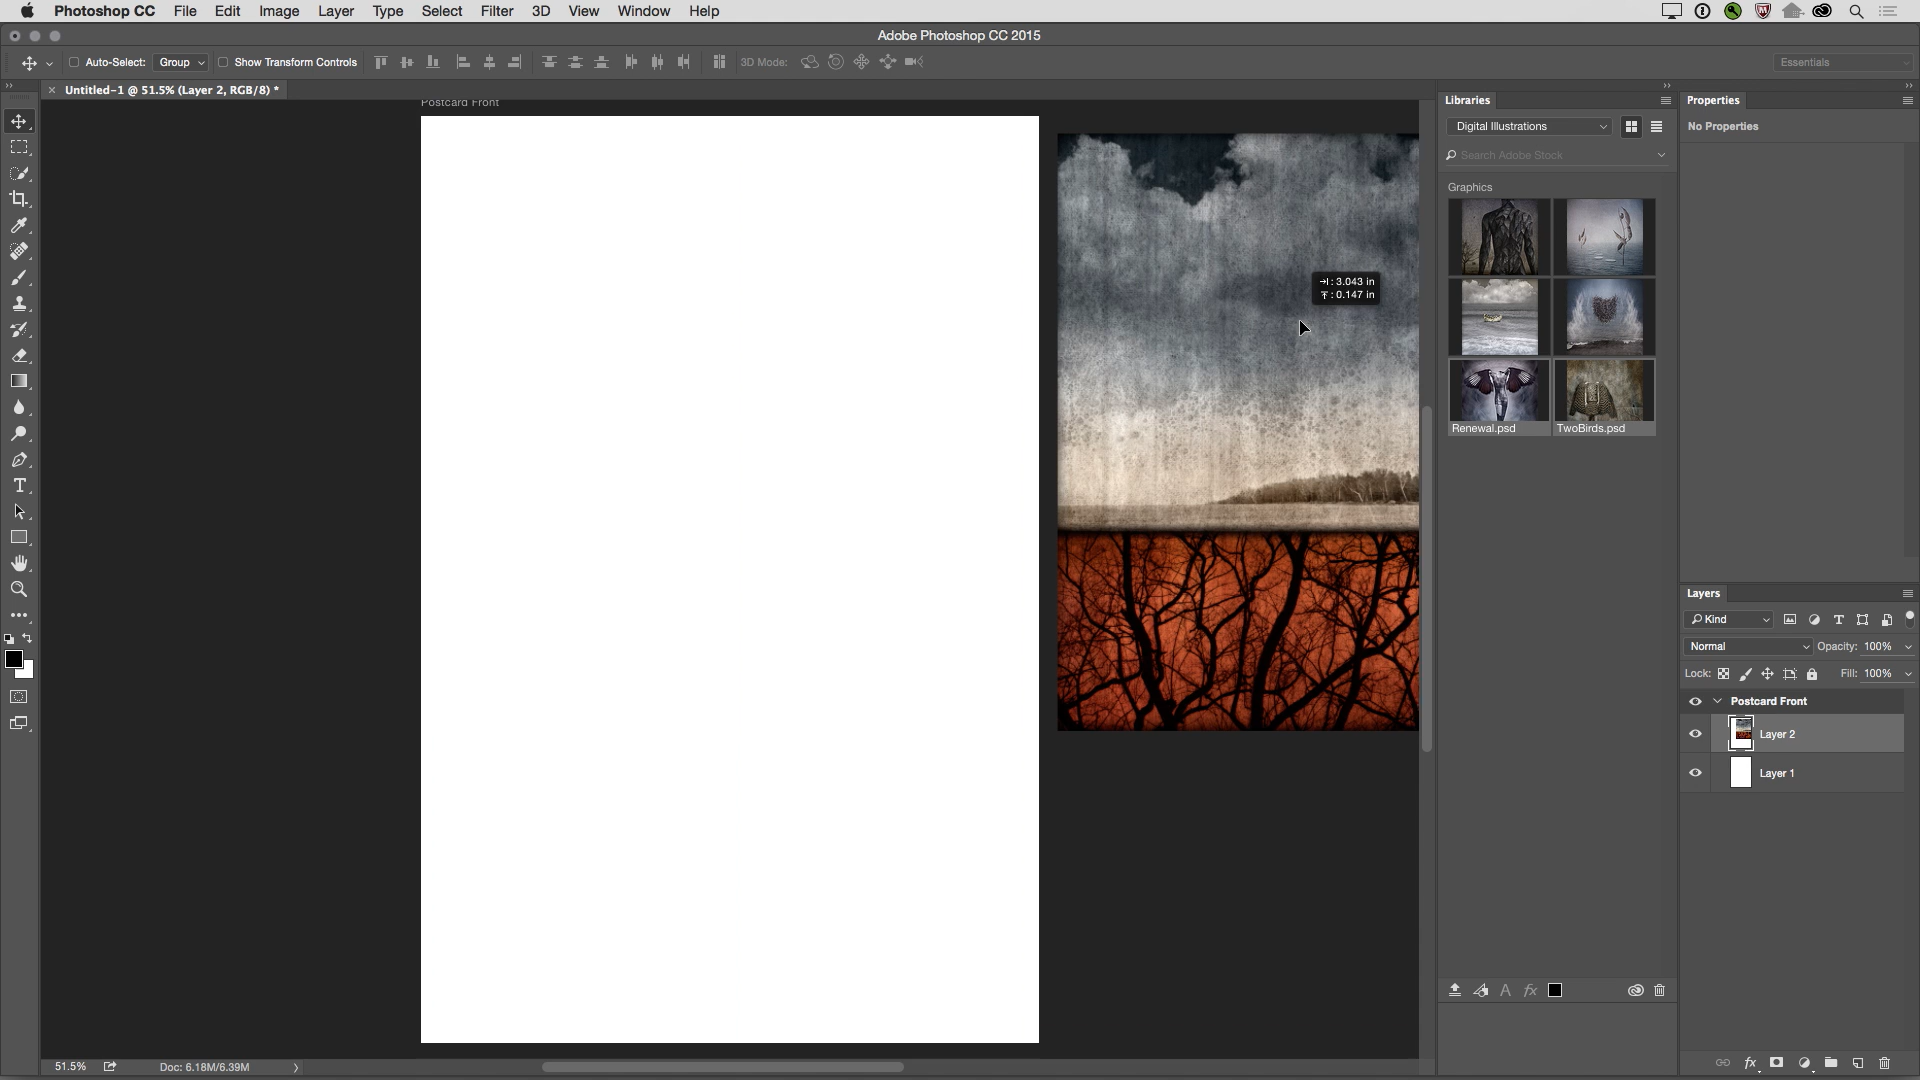 Photoshop CC File Edit Image Layer Type Select Filter 3D View Window Help
Adobe Photoshop CC 2015
Auto-Select: Group Show Transform Controls 3D Mode: Essentials
Untitled-1 @ 51.5% (Layer 2, RGB/8) *
Postcard Front
Libraries
Properties
Digital Illustrations
No Properties
Search Adobe Stock
Graphics
: 3.043 in
: 0.147 in
Renewal.psd TwoBirds.psd
Layers
Kind
Normal Opacity: 100%
Lock: Fill: 100%
Postcard Front
Layer 2
Layer 1
51.5% Doc: 6.18M/6.39M